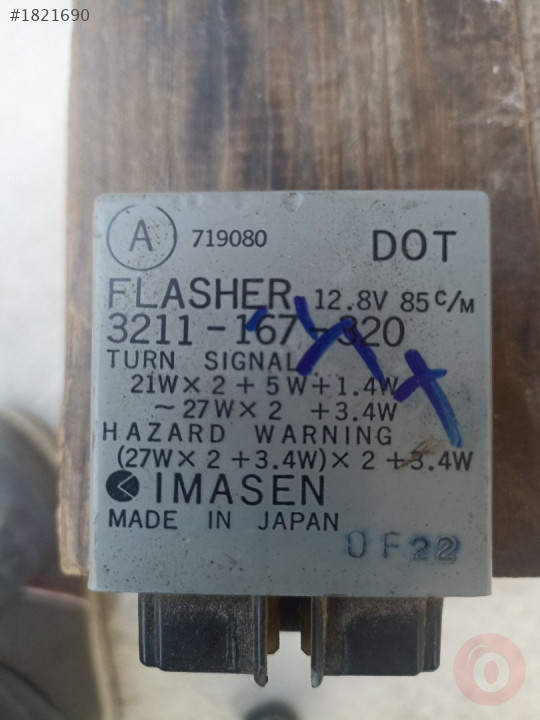 #1821690
A 719080 DOT
FLASHER 12.8V 85 C/M
3211-167-320
TURN SIGNAL
21W×2+5W+1.4W
~27W×2 +3.4W
HAZARD WARNING
(27W×2+3.4W)×2+3.4W
IMASEN
MADE IN JAPAN
0F22